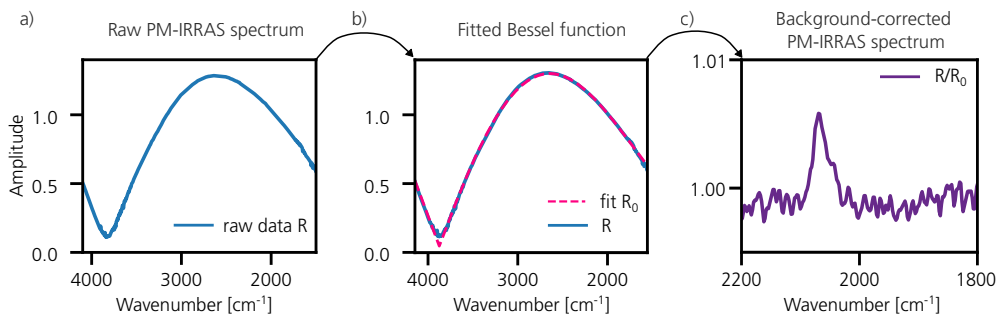 a)
Raw PM-IRRAS spectrum
Amplitude
1.0
0.5
0.0
raw data R
4000 3000 2000
Wavenumber [cm⁻¹]
b)
Fitted Bessel function
1.0
0.5
0.0
fit R₀
R
4000 3000 2000
Wavenumber [cm⁻¹]
c)
Background-corrected
PM-IRRAS spectrum
1.01
1.00
R/R₀
2200 2000 1800
Wavenumber [cm⁻¹]